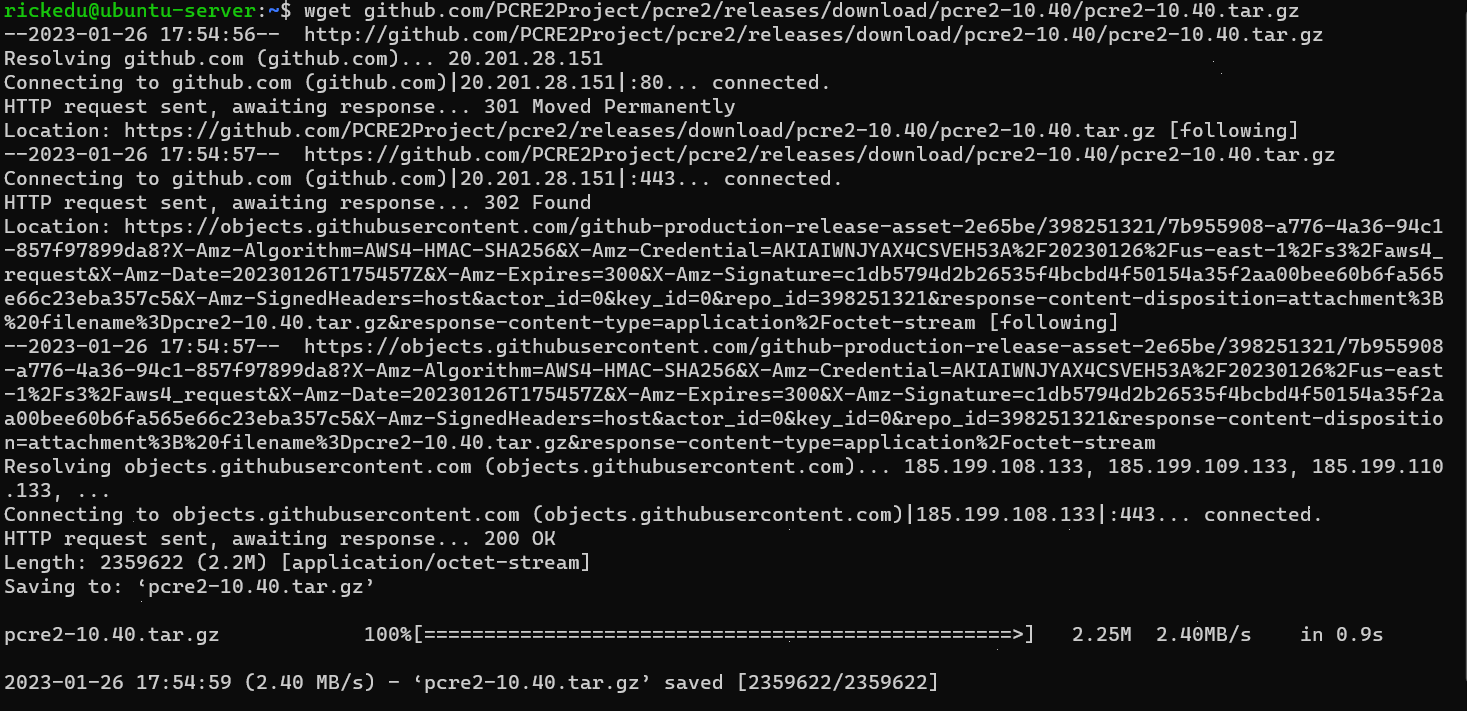 rickedu@ubuntu-server:~$ wget github.com/PCRE2Project/pcre2/releases/download/pcre2-10.40/pcre2-10.40.tar.gz
--2023-01-26 17:54:56--  http://github.com/PCRE2Project/pcre2/releases/download/pcre2-10.40/pcre2-10.40.tar.gz
Resolving github.com (github.com)... 20.201.28.151
Connecting to github.com (github.com)|20.201.28.151|:80... connected.
HTTP request sent, awaiting response... 301 Moved Permanently
Location: https://github.com/PCRE2Project/pcre2/releases/download/pcre2-10.40/pcre2-10.40.tar.gz [following]
--2023-01-26 17:54:57--  https://github.com/PCRE2Project/pcre2/releases/download/pcre2-10.40/pcre2-10.40.tar.gz
Connecting to github.com (github.com)|20.201.28.151|:443... connected.
HTTP request sent, awaiting response... 302 Found
Location: https://objects.githubusercontent.com/github-production-release-asset-2e65be/398251321/7b955908-a776-4a36-94c1
-857f97899da8?X-Amz-Algorithm=AWS4-HMAC-SHA256&X-Amz-Credential=AKIAIWNJYAX4CSVEH53A%2F20230126%2Fus-east-1%2Fs3%2Faws4_
request&X-Amz-Date=20230126T175457Z&X-Amz-Expires=300&X-Amz-Signature=c1db5794d2b26535f4bcbd4f50154a35f2aa00bee60b6fa565
e66c23eba357c5&X-Amz-SignedHeaders=host&actor_id=0&key_id=0&repo_id=398251321&response-content-disposition=attachment%3B
%20filename%3Dpcre2-10.40.tar.gz&response-content-type=application%2Foctet-stream [following]
--2023-01-26 17:54:57--  https://objects.githubusercontent.com/github-production-release-asset-2e65be/398251321/7b955908
-a776-4a36-94c1-857f97899da8?X-Amz-Algorithm=AWS4-HMAC-SHA256&X-Amz-Credential=AKIAIWNJYAX4CSVEH53A%2F20230126%2Fus-east
-1%2Fs3%2Faws4_request&X-Amz-Date=20230126T175457Z&X-Amz-Expires=300&X-Amz-Signature=c1db5794d2b26535f4bcbd4f50154a35f2a
a00bee60b6fa565e66c23eba357c5&X-Amz-SignedHeaders=host&actor_id=0&key_id=0&repo_id=398251321&response-content-dispositio
n=attachment%3B%20filename%3Dpcre2-10.40.tar.gz&response-content-type=application%2Foctet-stream
Resolving objects.githubusercontent.com (objects.githubusercontent.com)... 185.199.108.133, 185.199.109.133, 185.199.110
.133, ...
Connecting to objects.githubusercontent.com (objects.githubusercontent.com)|185.199.108.133|:443... connected.
HTTP request sent, awaiting response... 200 OK
Length: 2359622 (2.2M) [application/octet-stream]
Saving to: ‘pcre2-10.40.tar.gz’
pcre2-10.40.tar.gz            100%[=================================================>]   2.25M  2.40MB/s    in 0.9s
2023-01-26 17:54:59 (2.40 MB/s) - ‘pcre2-10.40.tar.gz’ saved [2359622/2359622]